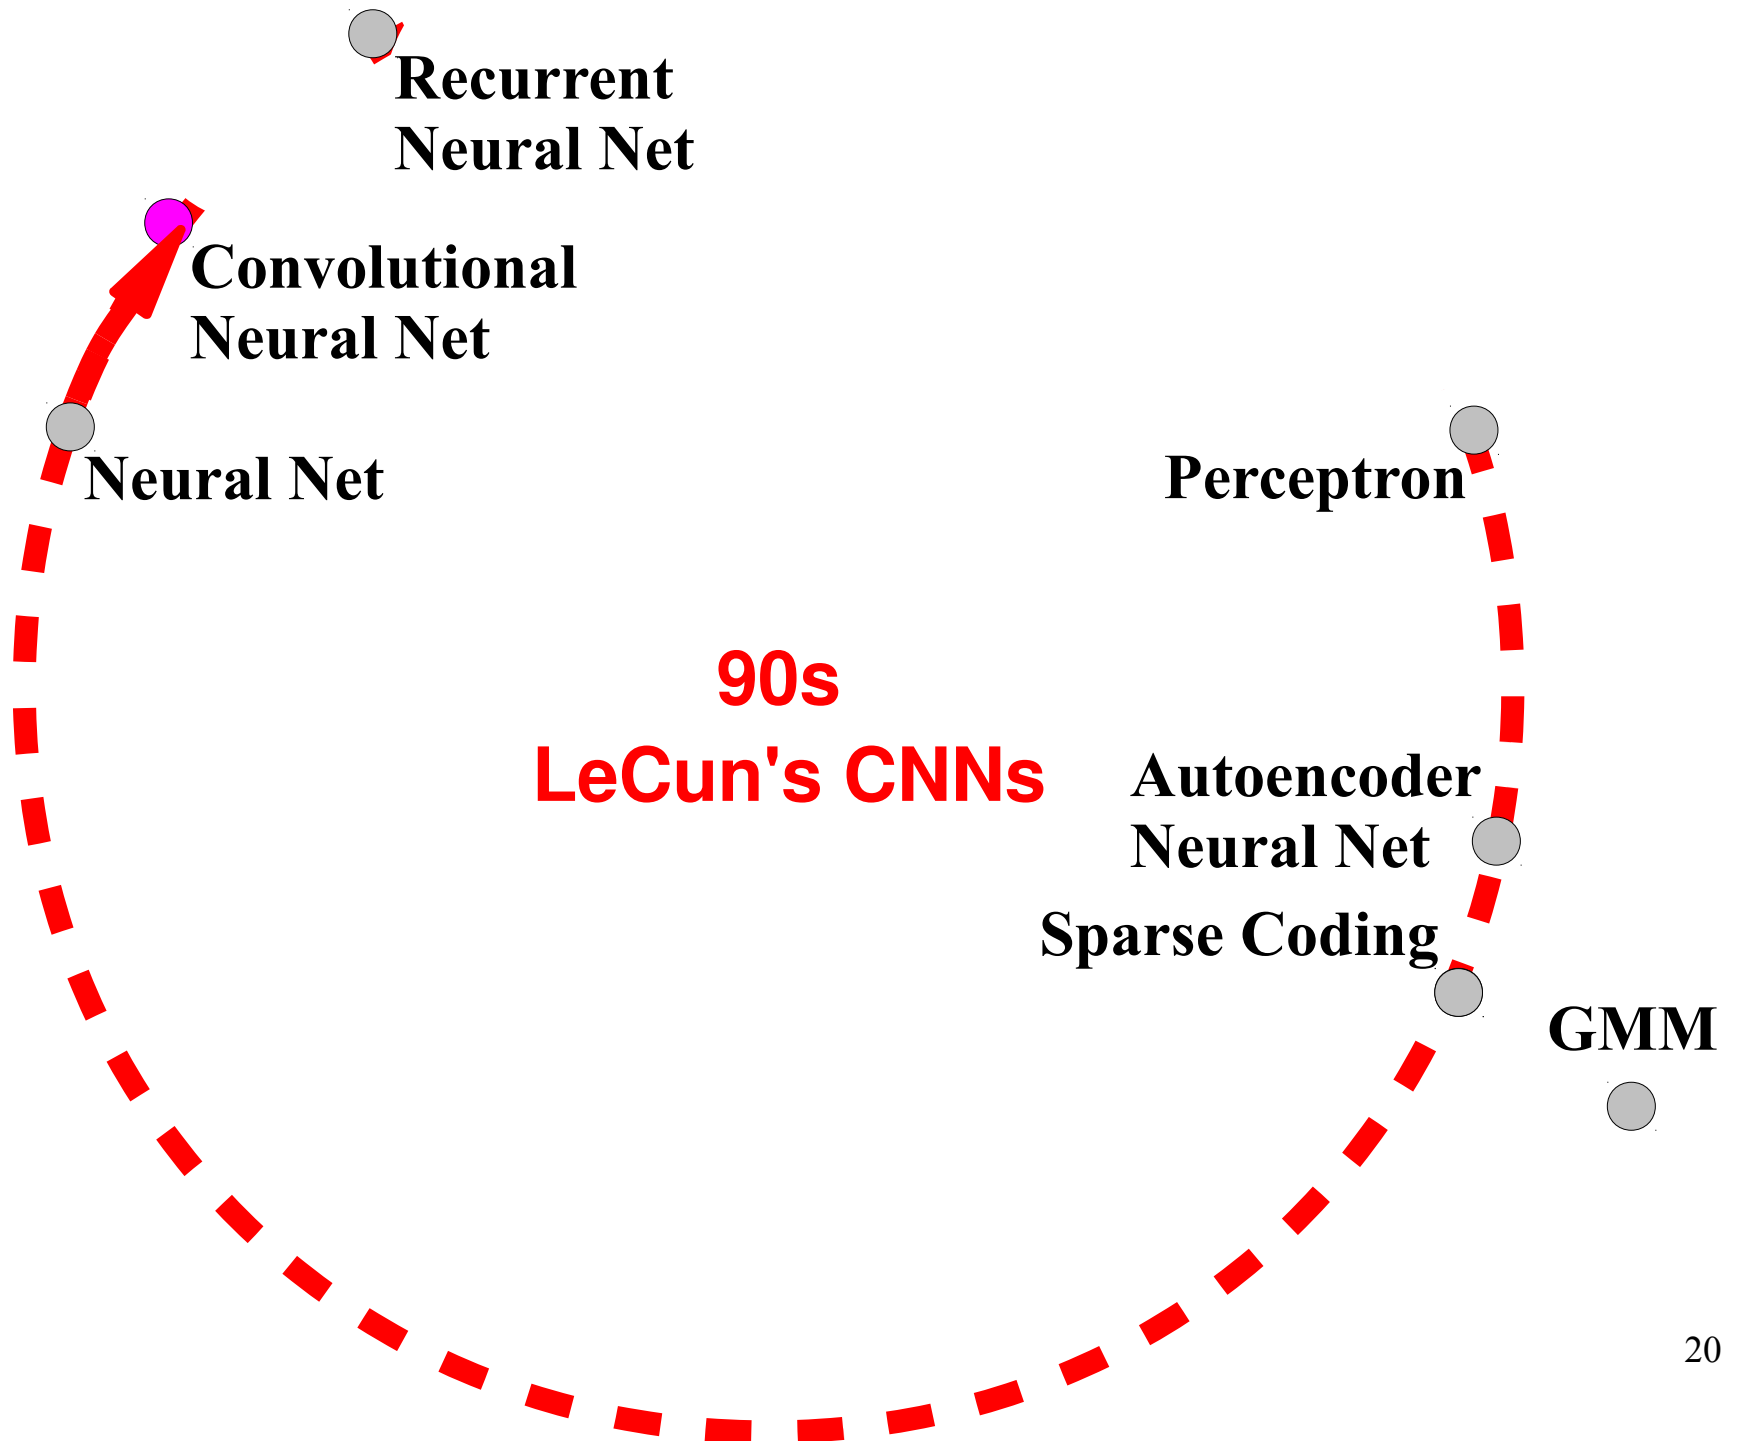 Recurrent
Neural Net
Convolutional
Neural Net
Neural Net
Perceptron
90s
LeCun's CNNs
Autoencoder
Neural Net
Sparse Coding
GMM
20